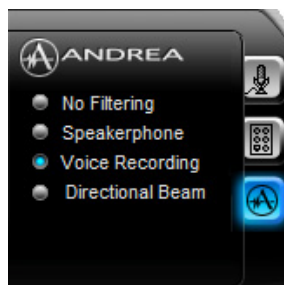 ANDREA
No Filtering
Speakerphone
Voice Recording
Directional Beam